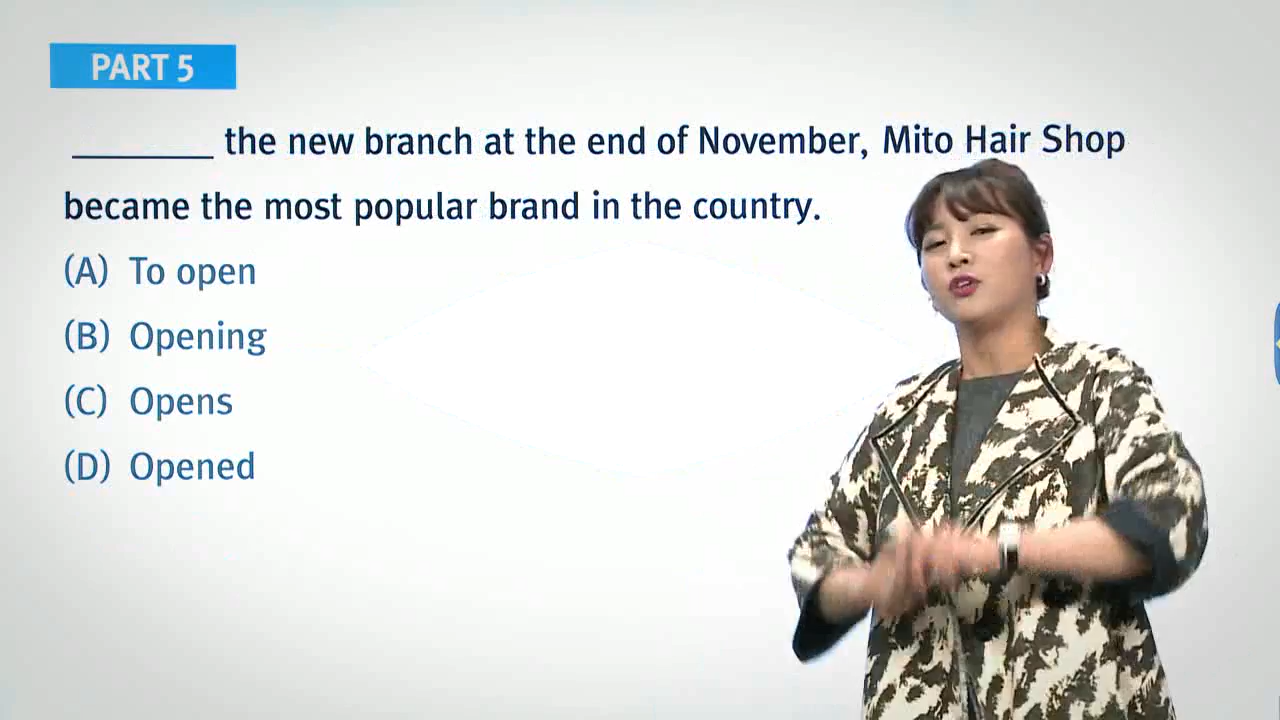 PART 5
________ the new branch at the end of November, Mito Hair Shop
became the most popular brand in the country.
(A) To open
(B) Opening
(C) Opens
(D) Opened